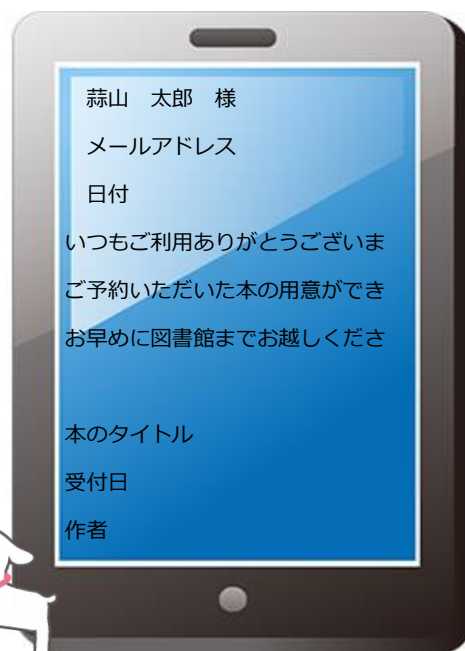 蒜山　太郎　様
メールアドレス
日付
いつもご利用ありがとうございま
ご予約いただいた本の用意ができ
お早めに図書館までお越しくださ
本のタイトル
受付日
作者